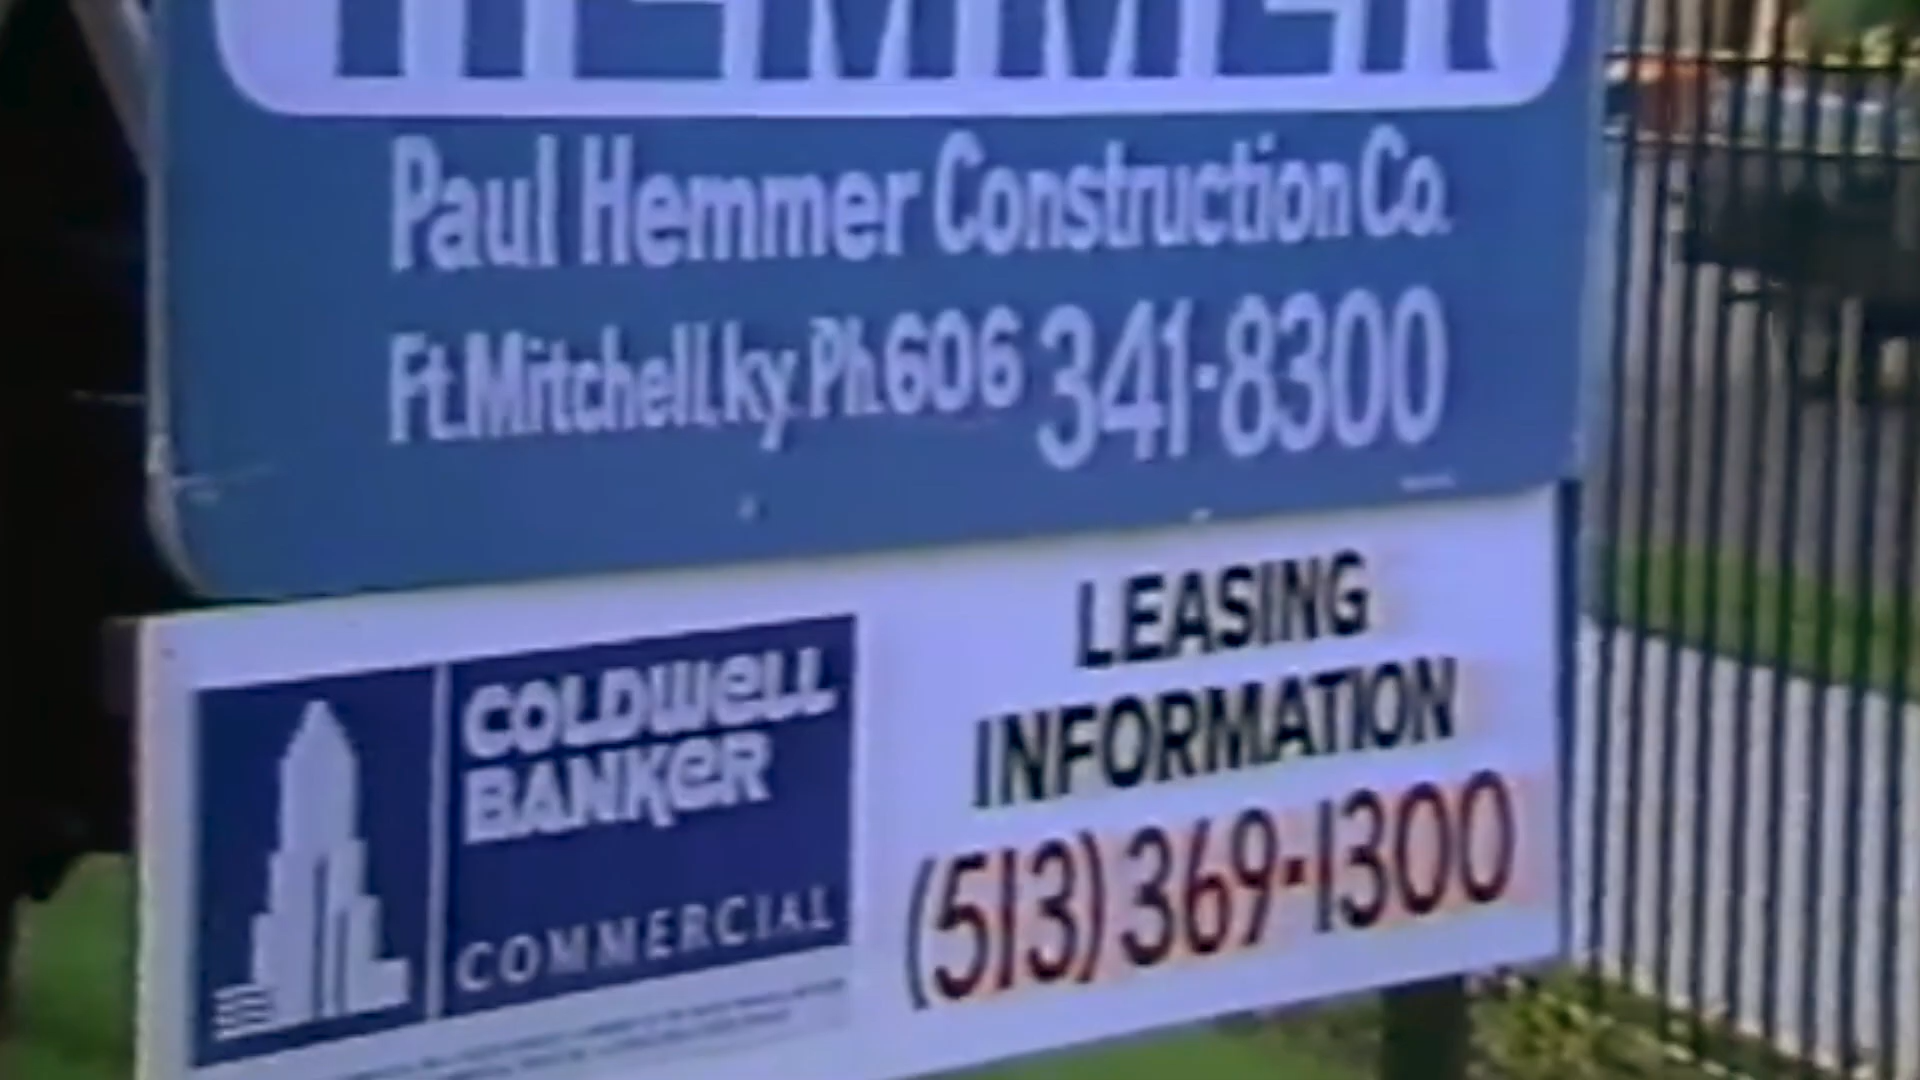 HEMMER
Paul Hemmer Construction Co.
Ft. Mitchell, ky. Ph. 606 341-8300
COLDWELL
BANKER
COMMERCIAL
LEASING
INFORMATION
(513) 369-1300